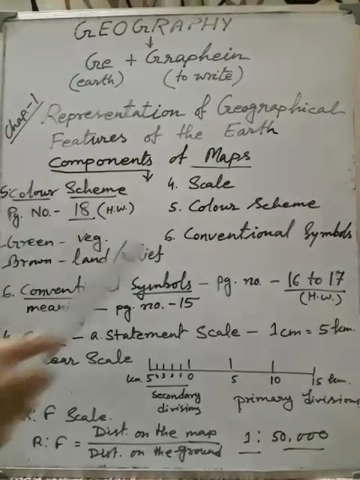 GEOGRAPHY
Ge + Graphein
(earth) (to write)
Chap-1
Representation of Geographical
Features of the Earth
Components of Maps
5. Colour Scheme
4. Scale
Pg. No. - 18 (H.W.)
5. Colour Scheme
Green - veg.
6. Conventional Symbols
Brown - land/
6. Symbols - pg. no. - 16 to 17
(H.W.)
- pg. no. - 15
- a. Statement Scale - 1cm = 5 km.
Scale
km. 5 0 5 10 15 km
secondary
divisions
primary divisions
R.F Scale.
R.F = Dist. on the map
Dist. on the ground
1 : 50,000